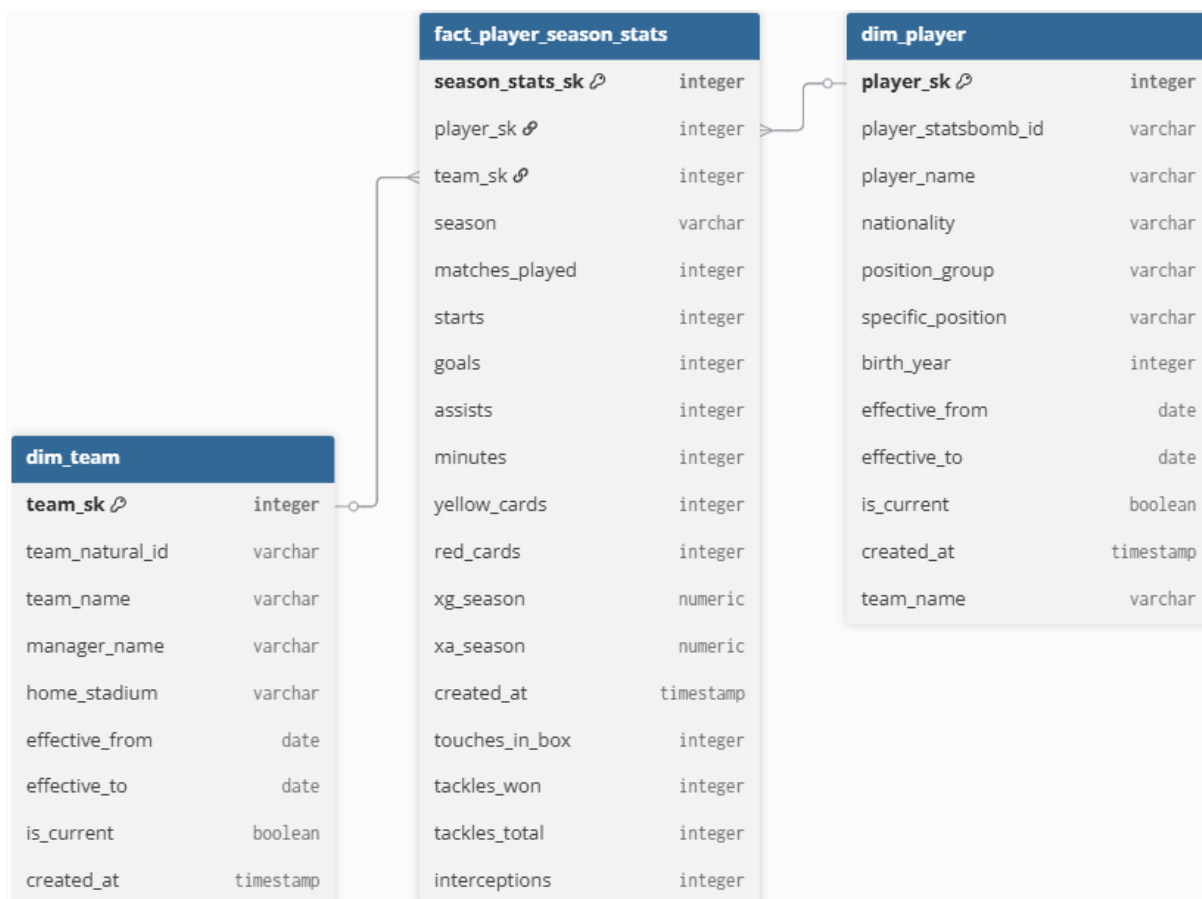 fact_player_season_stats
season_stats_sk integer
player_sk integer
team_sk integer
season varchar
matches_played integer
starts integer
goals integer
assists integer
minutes integer
yellow_cards integer
red_cards integer
xg_season numeric
xa_season numeric
created_at timestamp
touches_in_box integer
tackles_won integer
tackles_total integer
interceptions integer
dim_player
player_sk integer
player_statsbomb_id varchar
player_name varchar
nationality varchar
position_group varchar
specific_position varchar
birth_year integer
effective_from date
effective_to date
is_current boolean
created_at timestamp
team_name varchar
dim_team
team_sk integer
team_natural_id varchar
team_name varchar
manager_name varchar
home_stadium varchar
effective_from date
effective_to date
is_current boolean
created_at timestamp